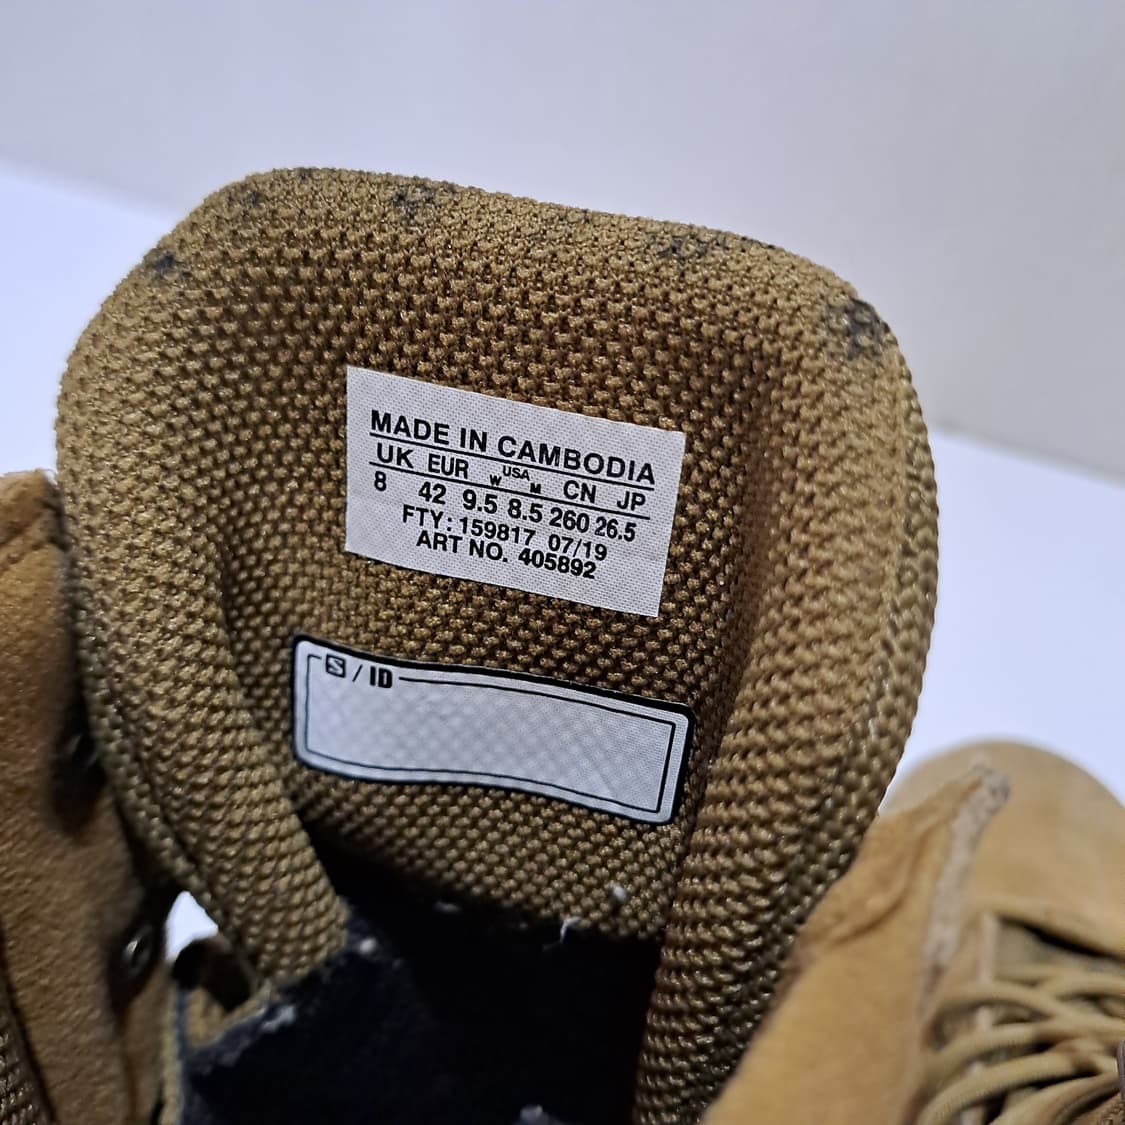 MADE IN CAMBODIA
UK EUR W USA M CN JP
8 42 9.5 8.5 260 26.5
FTY: 159817 07/19
ART NO. 405892
S / ID